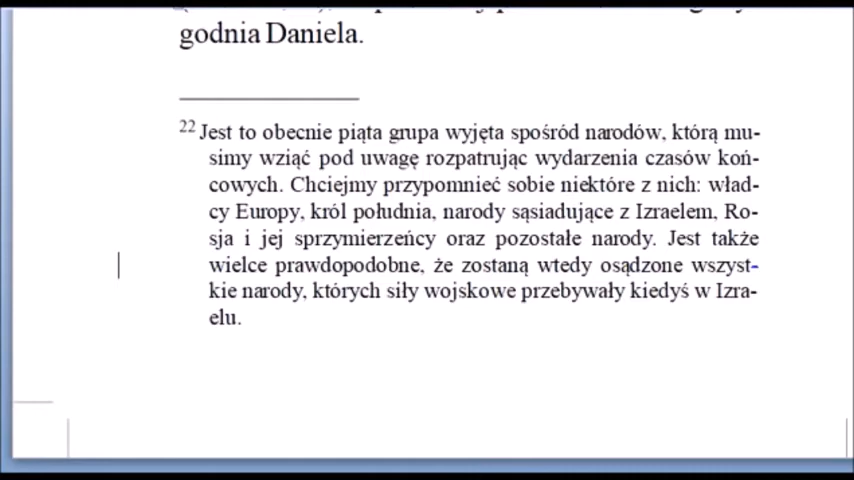 godnia Daniela.
22 Jest to obecnie piąta grupa wyjęta spośród narodów, którą mu-
simy wziąć pod uwagę rozpatrując wydarzenia czasów koń-
cowych. Chciejmy przypomnieć sobie niektóre z nich: wład-
cy Europy, król południa, narody sąsiadujące z Izraelem, Ro-
sja i jej sprzymierzeńcy oraz pozostałe narody. Jest także
wielce prawdopodobne, że zostaną wtedy osądzone wszyst-
kie narody, których siły wojskowe przebywały kiedyś w Izra-
elu.